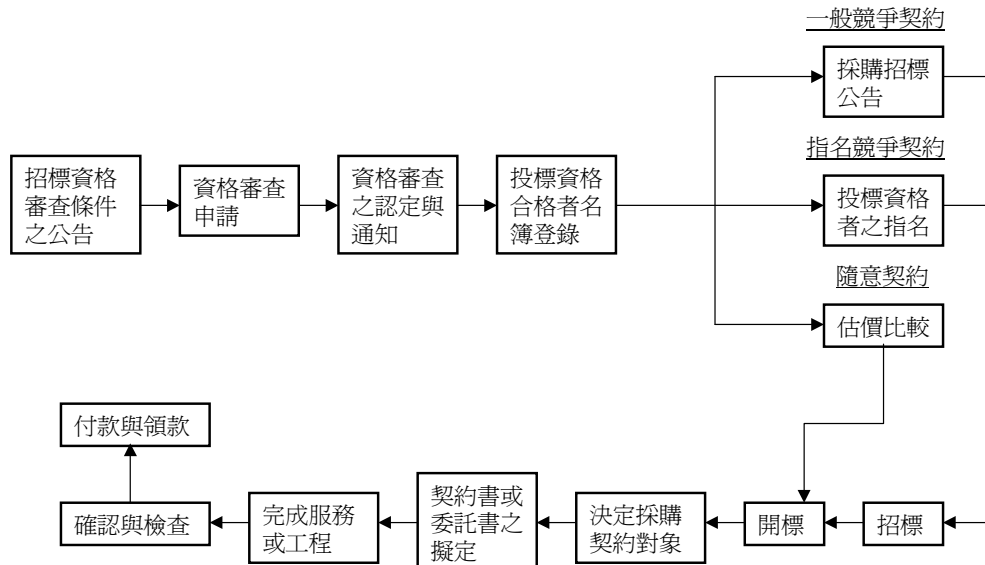 一般競爭契約
採購招標
公告
招標資格
審查條件
之公告
資格審查
申請
資格審查
之認定與
通知
投標資格
合格者名
簿登錄
指名競爭契約
投標資格
者之指名
隨意契約
估價比較
付款與領款
確認與檢查
完成服務
或工程
契約書或
委託書之
擬定
決定採購
契約對象
開標
招標